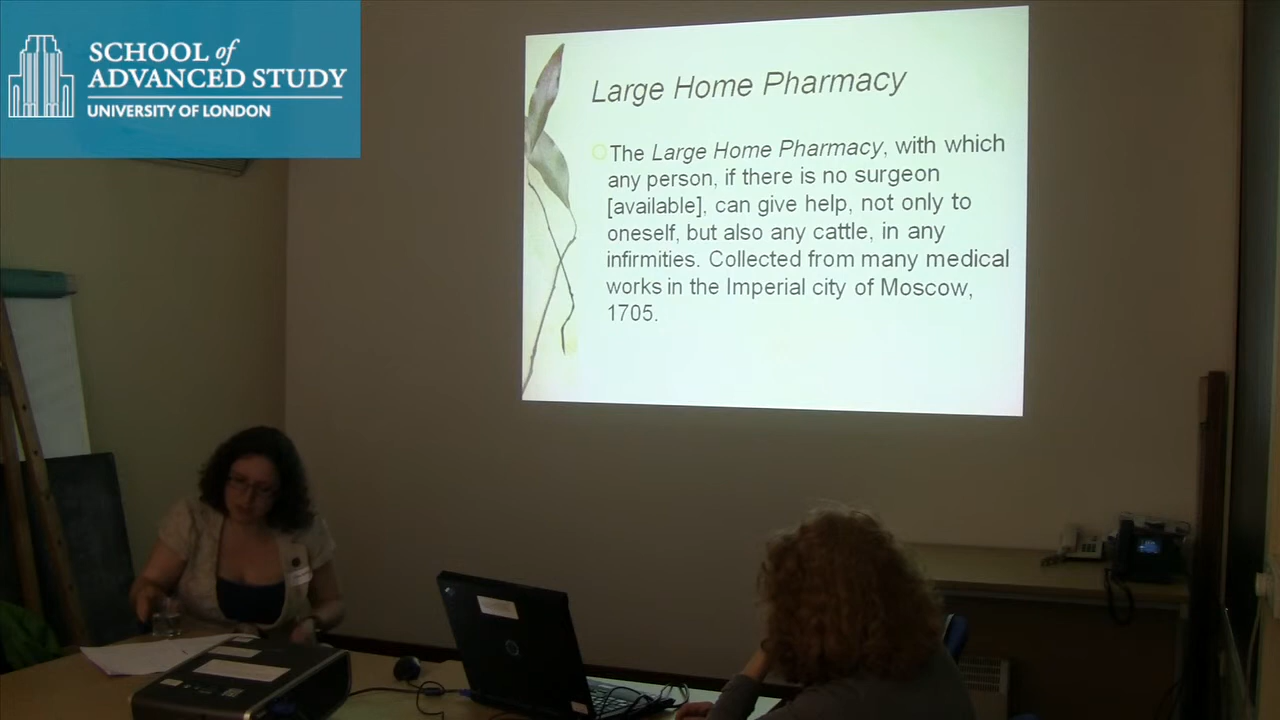 SCHOOL of
ADVANCED STUDY
UNIVERSITY OF LONDON
Large Home Pharmacy
The Large Home Pharmacy, with which
any person, if there is no surgeon
[available], can give help, not only to
oneself, but also any cattle, in any
infirmities. Collected from many medical
works in the Imperial city of Moscow,
1705.